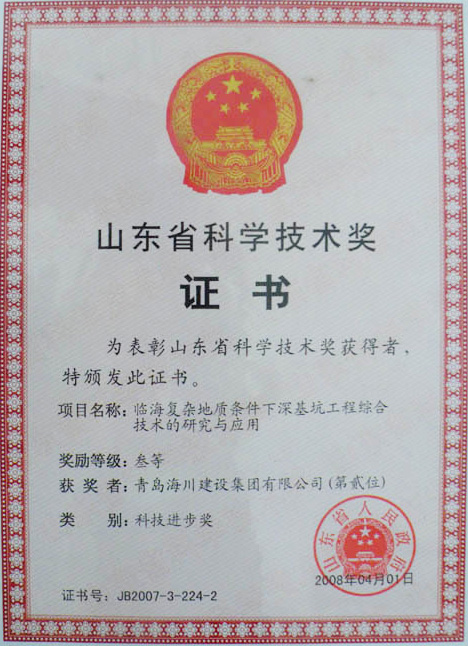 山东省科学技术奖
证书
为表彰山东省科学技术奖获得者，
特颁发此证书。
项目名称：临海复杂地质条件下深基坑工程综合
技术的研究与应用
奖励等级：叁等
获奖者：青岛海川建设集团有限公司(第贰位)
类别：科技进步奖
山东省人民政府
2008年04月01日
证书号：JB2007-3-224-2